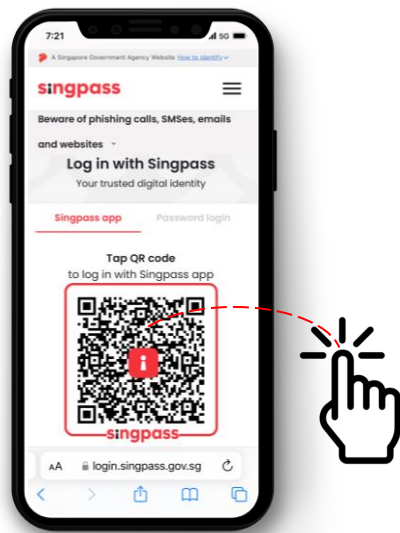 7:21
5G
A Singapore Government Agency Website How to identify
singpass
Beware of phishing calls, SMSes, emails
and websites
Log in with Singpass
Your trusted digital identity
Singpass app Password login
Tap QR code
to log in with Singpass app
singpass
AA login.singpass.gov.sg